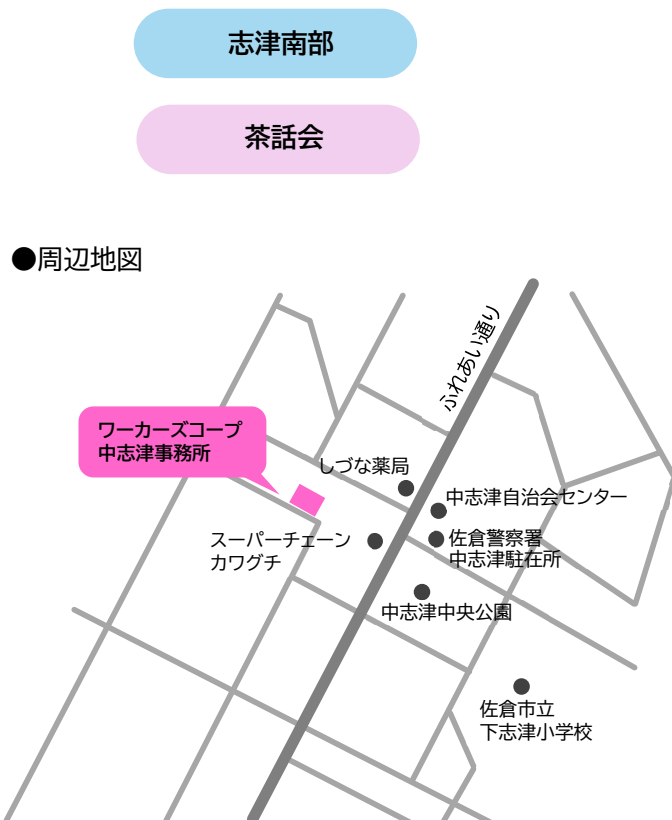 志津南部
茶話会
●周辺地図
ふれあい通り
ワーカーズコープ
中志津事務所
しづな薬局
中志津自治会センター
スーパーチェーン
カワグチ
佐倉警察署
中志津駐在所
中志津中央公園
佐倉市立
下志津小学校